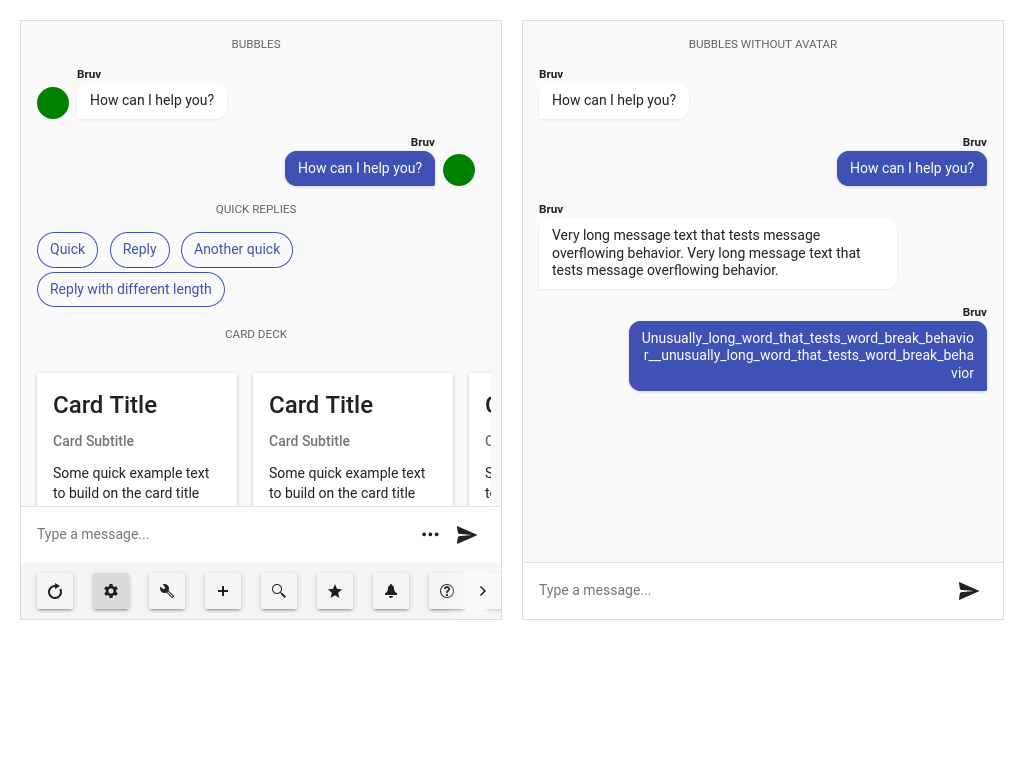 BUBBLES
Bruv
How can I help you?
Bruv
How can I help you?
QUICK REPLIES
Quick
Reply
Another quick
Reply with different length
CARD DECK
Card Title
Card Subtitle
Some quick example text
to build on the card title
Card Title
Card Subtitle
Some quick example text
to build on the card title
Type a message...
BUBBLES WITHOUT AVATAR
Bruv
How can I help you?
Bruv
How can I help you?
Bruv
Very long message text that tests message
overflowing behavior. Very long message text that
tests message overflowing behavior.
Bruv
Unusually_long_word_that_tests_word_break_behavio
r__unusually_long_word_that_tests_word_break_beha
vior
Type a message...